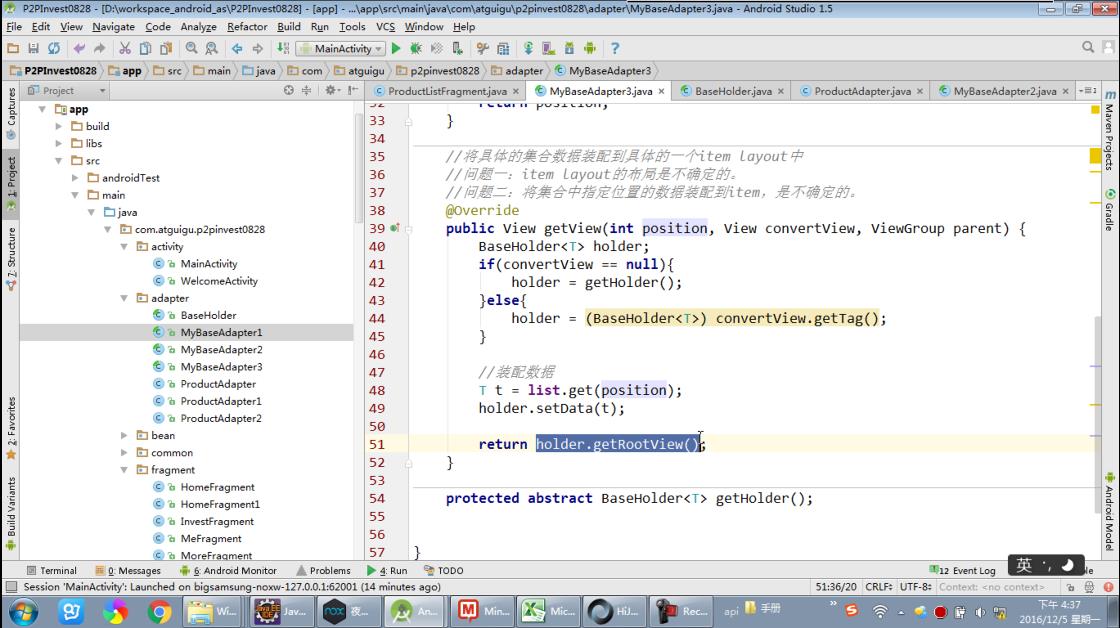 P2PInvest0828 - [D:\workspace_android_as\P2PInvest0828] - [app] - ...\app\src\main\java\com\atguigu\p2pinvest0828\adapter\MyBaseAdapter3.java - Android Studio 1.5
File Edit View Navigate Code Analyze Refactor Build Run Tools VCS Window Help
MainActivity
P2PInvest0828 app src main java com atguigu p2pinvest0828 adapter MyBaseAdapter3
Project
ProductListFragment.java MyBaseAdapter3.java BaseHolder.java ProductAdapter.java MyBaseAdapter2.java
Captures
1: Project
7: Structure
2: Favorites
Build Variants
app
build
libs
src
androidTest
main
java
com.atguigu.p2pinvest0828
activity
MainActivity
WelcomeActivity
adapter
BaseHolder
MyBaseAdapter1
MyBaseAdapter2
MyBaseAdapter3
ProductAdapter
ProductAdapter1
ProductAdapter2
bean
common
fragment
HomeFragment
HomeFragment1
InvestFragment
MeFragment
MoreFragment
32 return position;
33 }
34
35 //将具体的集合数据装配到具体的一个item layout中
36 //问题一：item layout的布局是不确定的。
37 //问题二：将集合中指定位置的数据装配到item，是不确定的。
38 @Override
39 public View getView(int position, View convertView, ViewGroup parent) {
40 BaseHolder<T> holder;
41 if(convertView == null){
42 holder = getHolder();
43 }else{
44 holder = (BaseHolder<T>) convertView.getTag();
45 }
46
47 //装配数据
48 T t = list.get(position);
49 holder.setData(t);
50
51 return holder.getRootView();
52 }
53
54 protected abstract BaseHolder<T> getHolder();
55
56
57 }
Maven Projects
Gradle
Android Model
Terminal 0: Messages 6: Android Monitor Problems 4: Run TODO 12 Event Log
英
Session 'MainActivity': Launched on bigsamsung-noxw-127.0.0.1:62001 (14 minutes ago) 51:36/20 CRLF UTF-8 Context: <no context>
Wi... Jav... 夜... An... Min... Mic... HiJ... Rec... api 手册
下午 4:37
2016/12/5 星期一